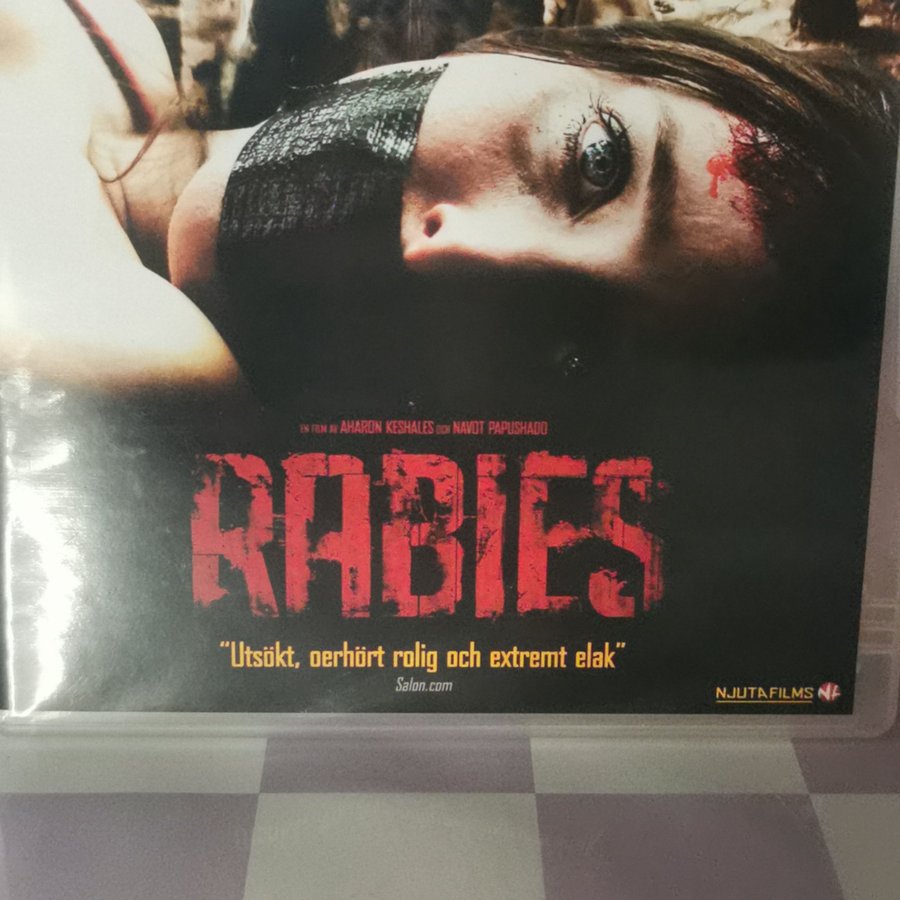 EN FILM AV AHARON KESHALES OCH NAVOT PAPUSHADO
RABIES
“Utsökt, oerhört rolig och extremt elak”
Salon.com
NJUTAFILMS NF